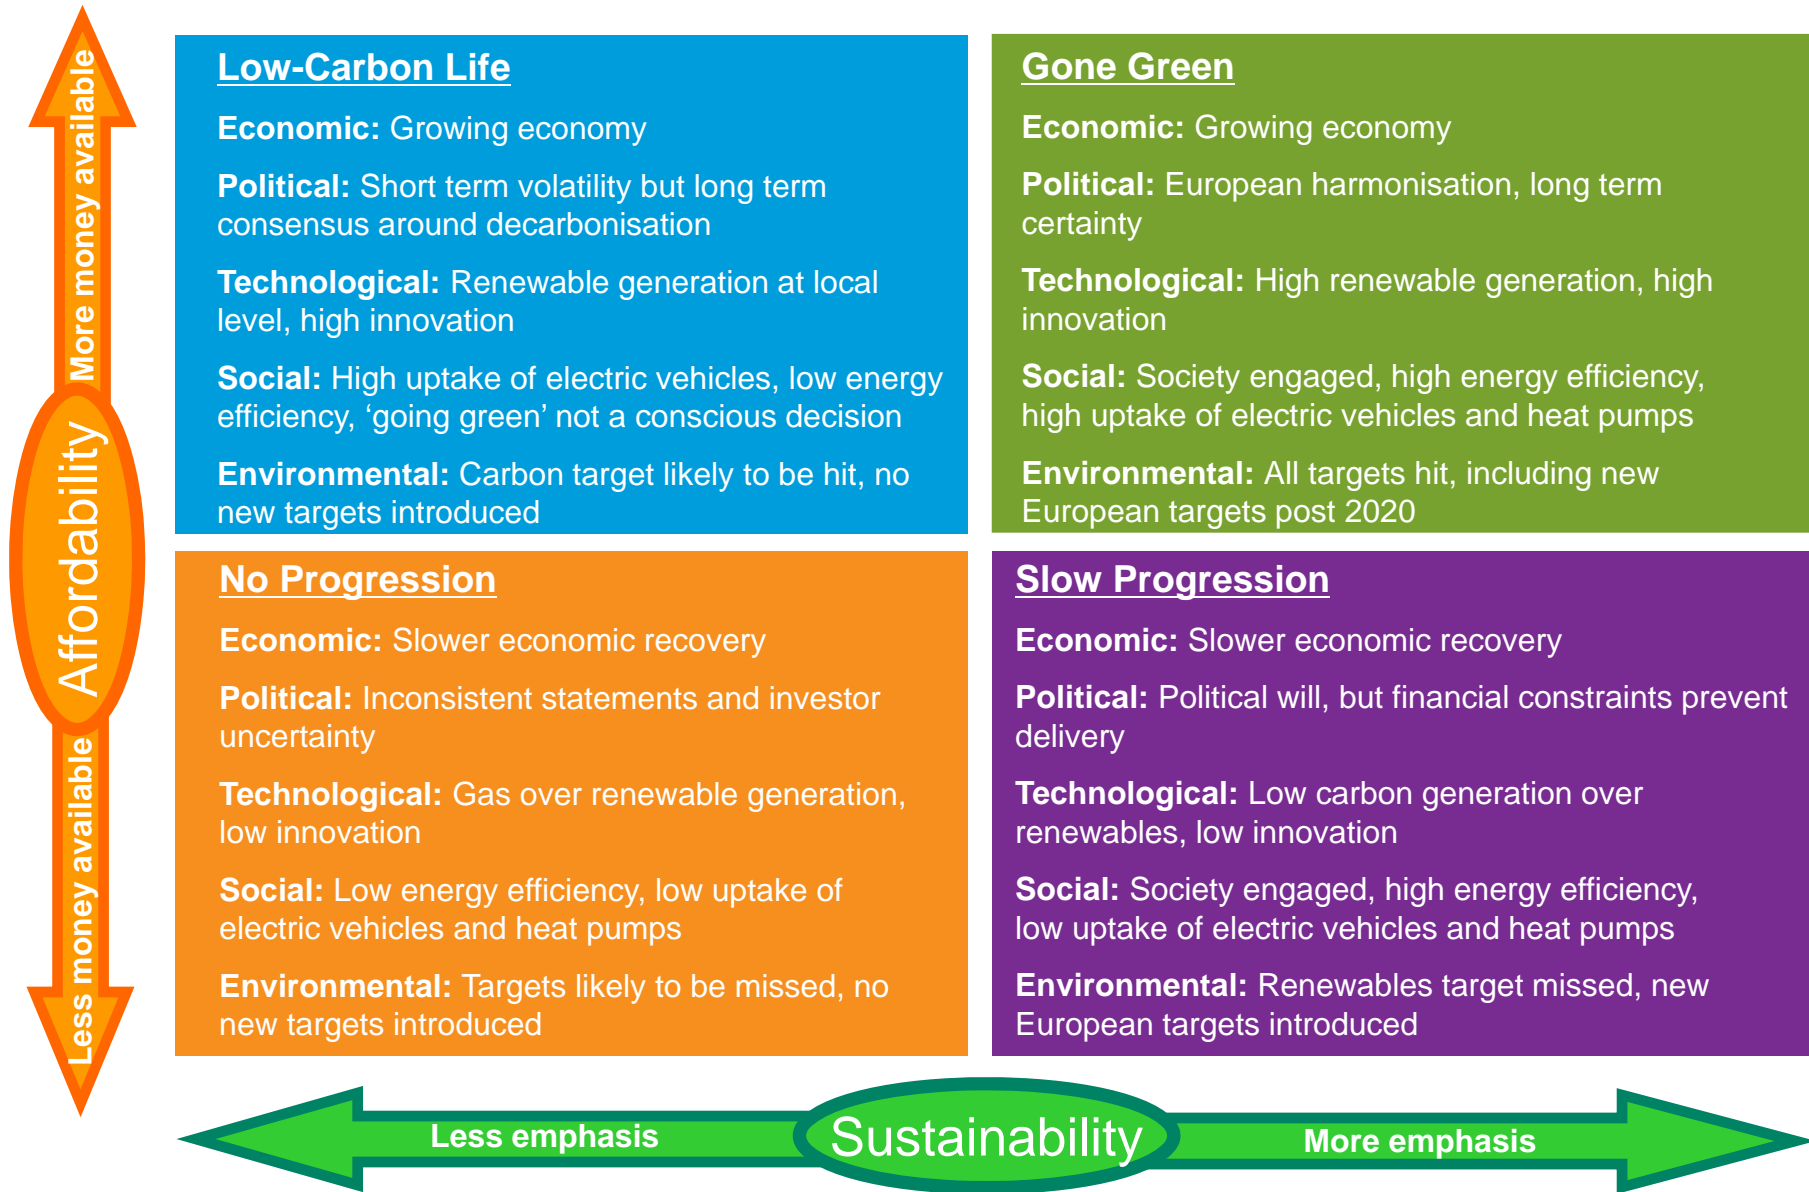 More money available
Affordability
Less money available
Low-Carbon Life
Economic: Growing economy
Political: Short term volatility but long term
consensus around decarbonisation
Technological: Renewable generation at local
level, high innovation
Social: High uptake of electric vehicles, low energy
efficiency, ‘going green’ not a conscious decision
Environmental: Carbon target likely to be hit, no
new targets introduced
Gone Green
Economic: Growing economy
Political: European harmonisation, long term
certainty
Technological: High renewable generation, high
innovation
Social: Society engaged, high energy efficiency,
high uptake of electric vehicles and heat pumps
Environmental: All targets hit, including new
European targets post 2020
No Progression
Economic: Slower economic recovery
Political: Inconsistent statements and investor
uncertainty
Technological: Gas over renewable generation,
low innovation
Social: Low energy efficiency, low uptake of
electric vehicles and heat pumps
Environmental: Targets likely to be missed, no
new targets introduced
Slow Progression
Economic: Slower economic recovery
Political: Political will, but financial constraints prevent
delivery
Technological: Low carbon generation over
renewables, low innovation
Social: Society engaged, high energy efficiency,
low uptake of electric vehicles and heat pumps
Environmental: Renewables target missed, new
European targets introduced
Less emphasis
Sustainability
More emphasis